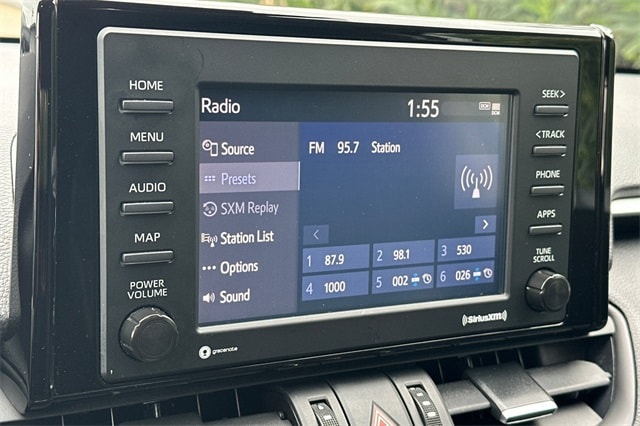 HOME
MENU
AUDIO
MAP
POWER
VOLUME
Radio 1:55 DCM
Source
Presets
SXM Replay
Station List
Options
Sound
FM 95.7 Station
1 87.9 2 98.1 3 530
4 1000 5 002 6 026
SEEK >
< TRACK
PHONE
APPS
TUNE
SCROLL
gracenote
SiriusXM